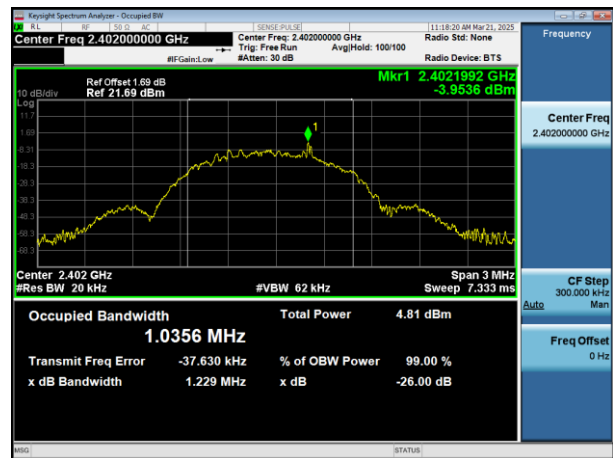 Keysight Spectrum Analyzer - Occupied BW
RL RF 50 Ω AC SENSE:PULSE 11:18:20 AM Mar 21, 2025
Center Freq 2.402000000 GHz
Center Freq: 2.402000000 GHz
Radio Std: None
Trig: Free Run Avg|Hold: 100/100
#IFGain:Low #Atten: 30 dB Radio Device: BTS
Frequency
Ref Offset 1.69 dB
Mkr1 2.4021992 GHz
10 dB/div Ref 21.69 dBm
-3.9536 dBm
Log
11.7
1.69
-8.31
-18.3
-28.3
-38.3
-48.3
-58.3
-68.3
1
Center 2.402 GHz Span 3 MHz
#Res BW 20 kHz #VBW 62 kHz Sweep 7.333 ms
Occupied Bandwidth Total Power 4.81 dBm
1.0356 MHz
Transmit Freq Error -37.630 kHz % of OBW Power 99.00 %
x dB Bandwidth 1.229 MHz x dB -26.00 dB
Center Freq
2.402000000 GHz
CF Step
300.000 kHz
Auto Man
Freq Offset
0 Hz
MSG STATUS